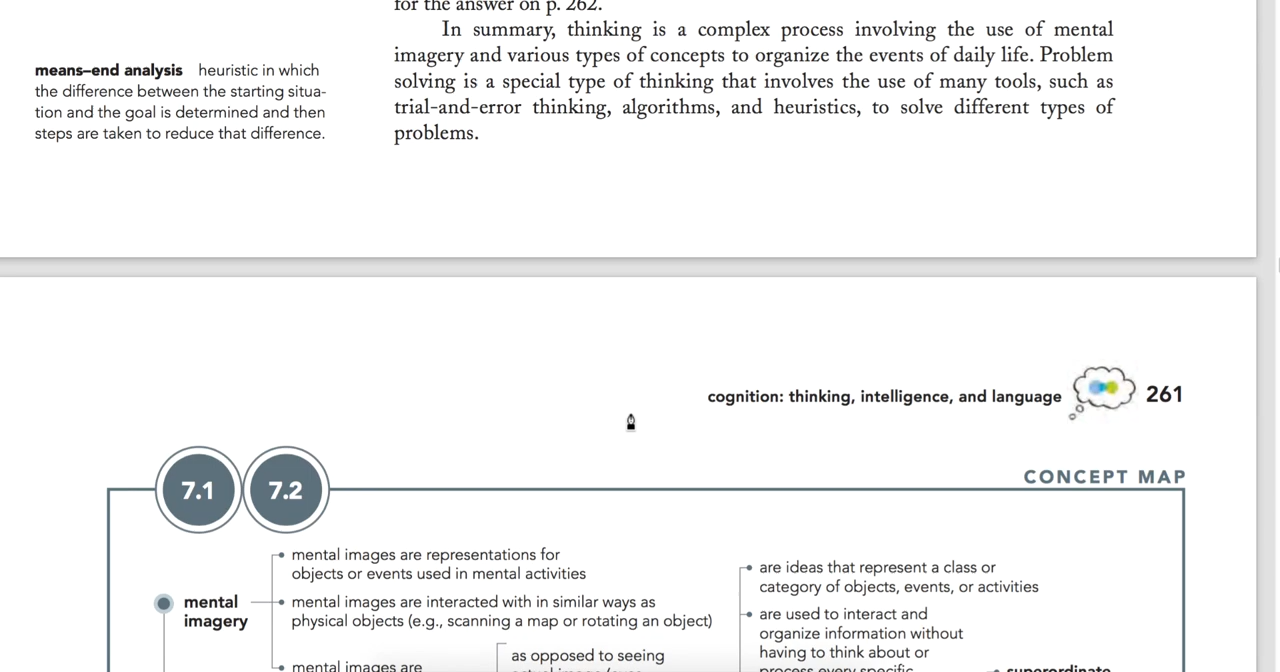 for the answer on p. 262.
In summary, thinking is a complex process involving the use of mental
imagery and various types of concepts to organize the events of daily life. Problem
solving is a special type of thinking that involves the use of many tools, such as
trial-and-error thinking, algorithms, and heuristics, to solve different types of
problems.
means–end analysis heuristic in which
the difference between the starting situa-
tion and the goal is determined and then
steps are taken to reduce that difference.
cognition: thinking, intelligence, and language 261
CONCEPT MAP
7.1 7.2
mental
imagery
mental images are representations for
objects or events used in mental activities
mental images are interacted with in similar ways as
physical objects (e.g., scanning a map or rotating an object)
mental images are
as opposed to seeing
are ideas that represent a class or
category of objects, events, or activities
are used to interact and
organize information without
having to think about or
process every specific
superordinate